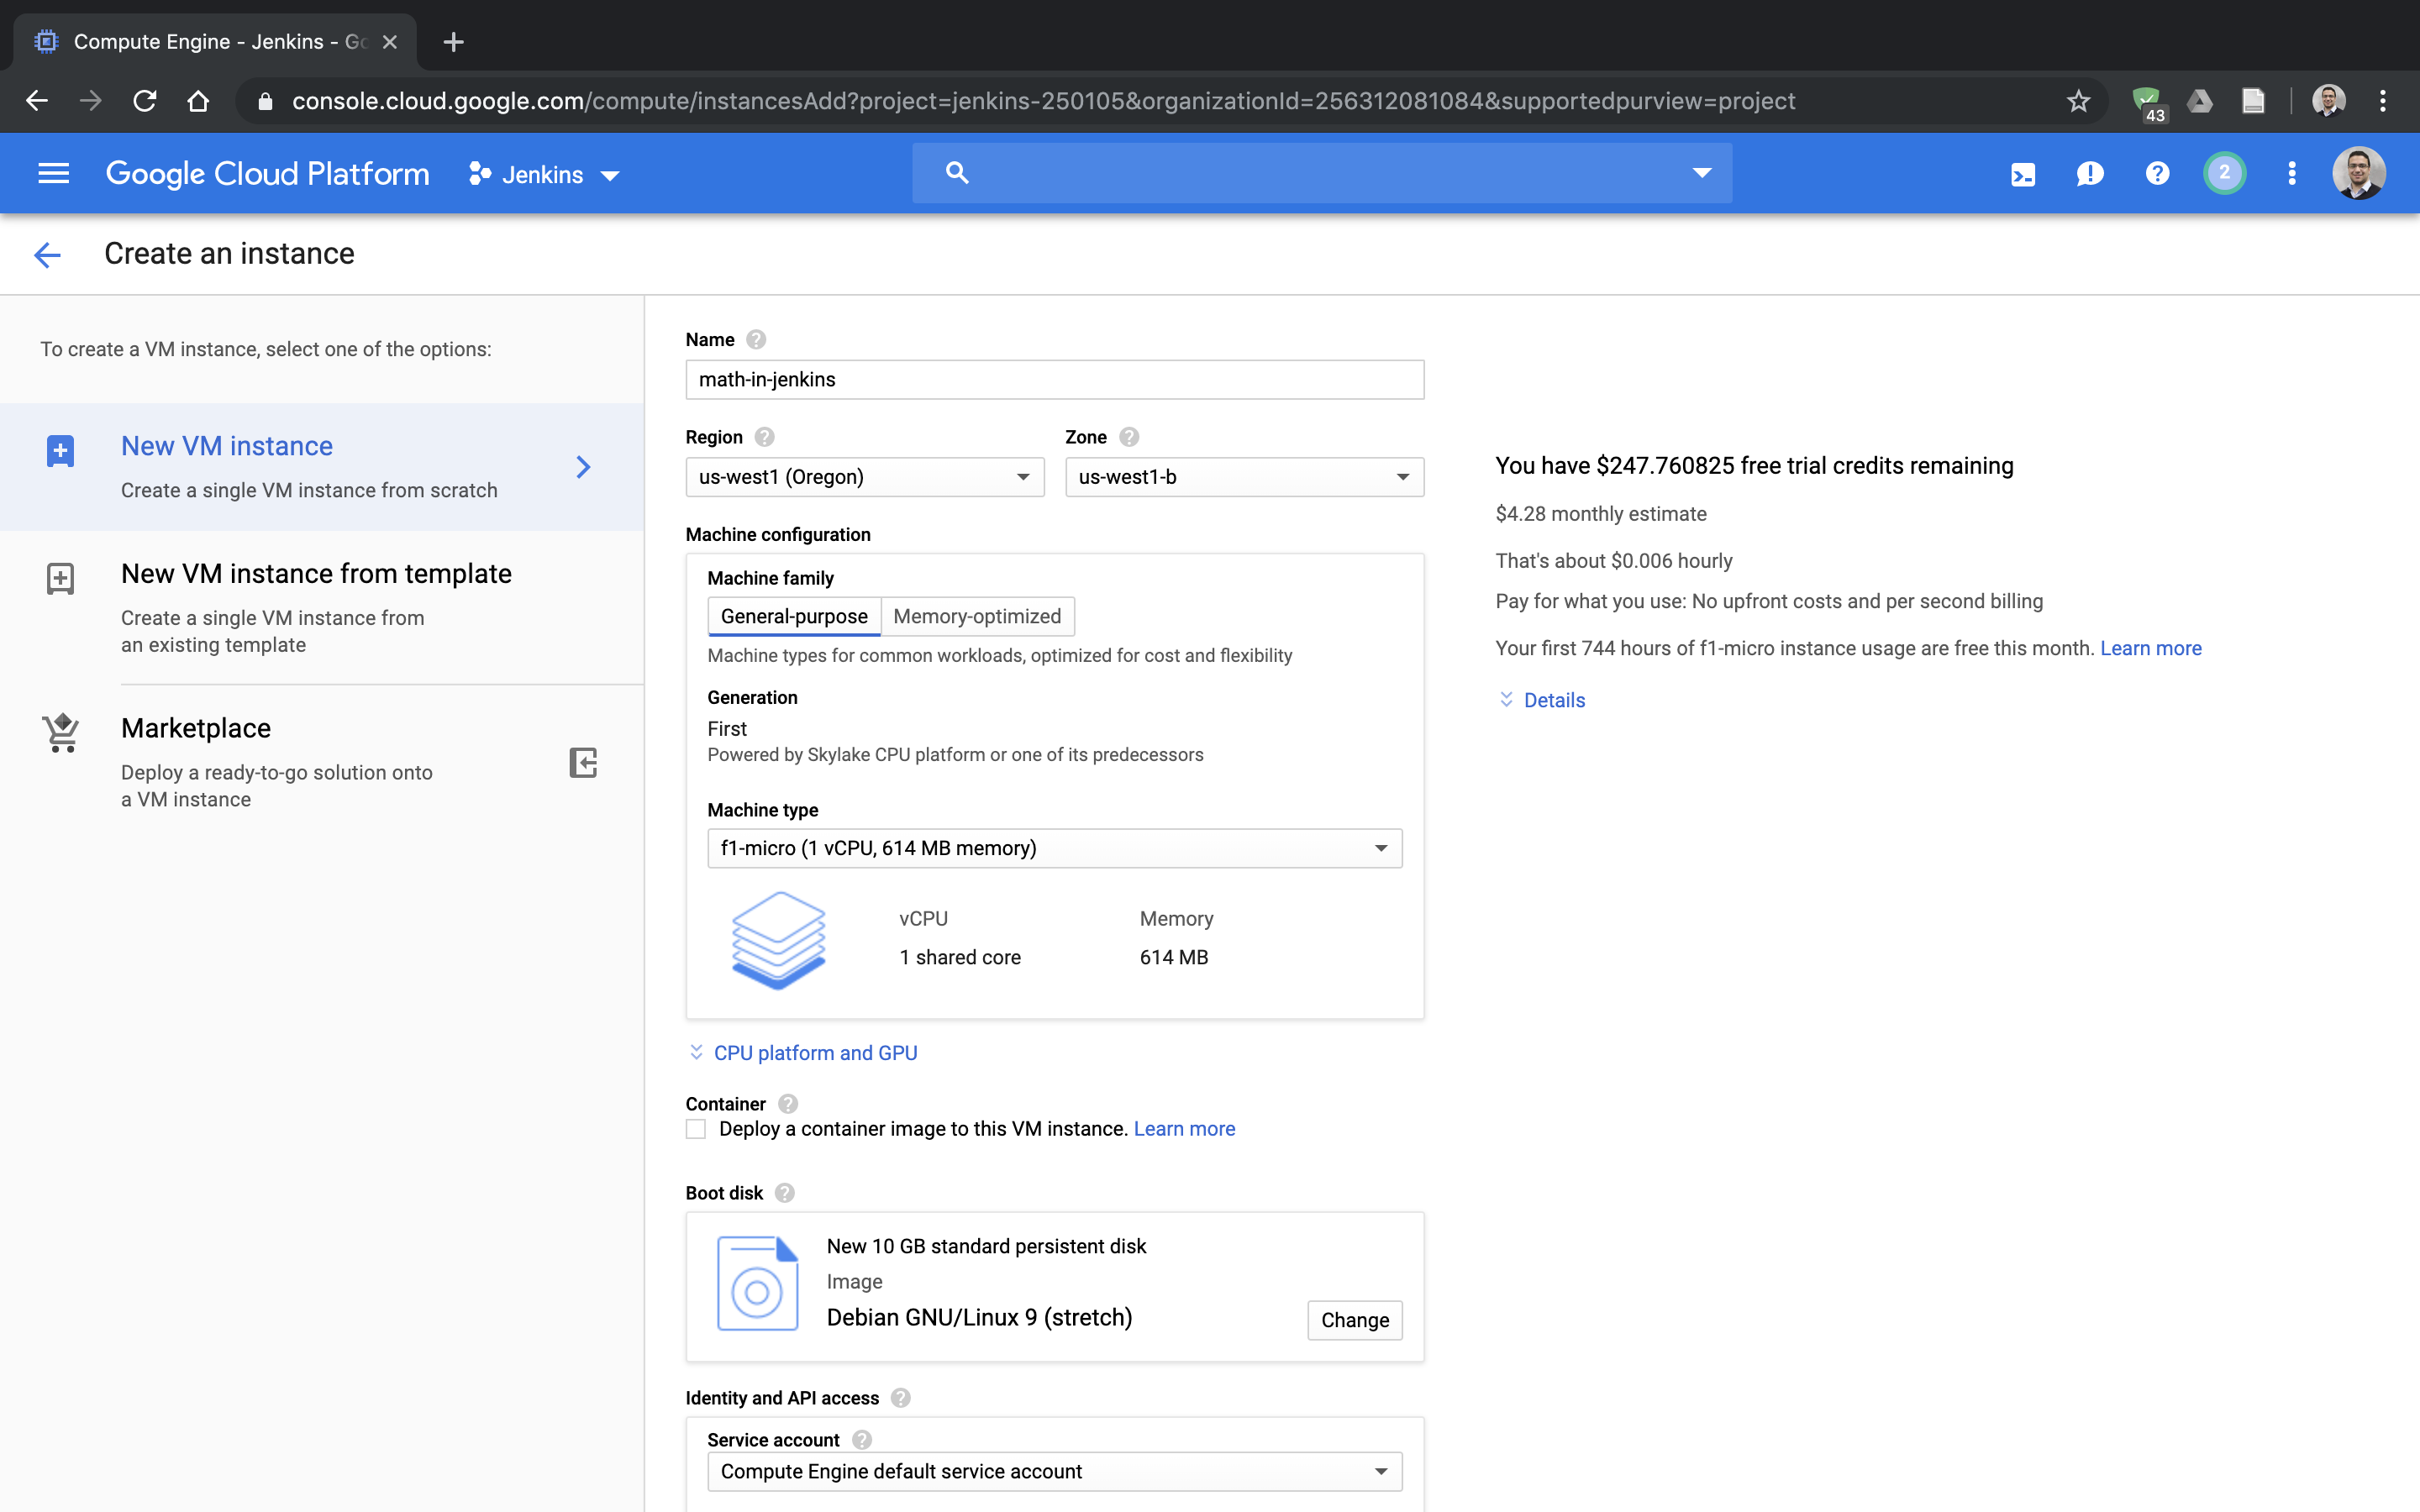 Compute Engine - Jenkins - Go
console.cloud.google.com/compute/instancesAdd?project=jenkins-250105&organizationId=256312081084&supportedpurview=project
43
Google Cloud Platform
Jenkins
2
Create an instance
To create a VM instance, select one of the options:
New VM instance
Create a single VM instance from scratch
New VM instance from template
Create a single VM instance from
an existing template
Marketplace
Deploy a ready-to-go solution onto
a VM instance
Name
math-in-jenkins
Region
Zone
us-west1 (Oregon)
us-west1-b
Machine configuration
Machine family
General-purpose
Memory-optimized
Machine types for common workloads, optimized for cost and flexibility
Generation
First
Powered by Skylake CPU platform or one of its predecessors
Machine type
f1-micro (1 vCPU, 614 MB memory)
vCPU
Memory
1 shared core
614 MB
CPU platform and GPU
Container
Deploy a container image to this VM instance. Learn more
Boot disk
New 10 GB standard persistent disk
Image
Debian GNU/Linux 9 (stretch)
Change
Identity and API access
Service account
Compute Engine default service account
You have $247.760825 free trial credits remaining
$4.28 monthly estimate
That's about $0.006 hourly
Pay for what you use: No upfront costs and per second billing
Your first 744 hours of f1-micro instance usage are free this month. Learn more
Details